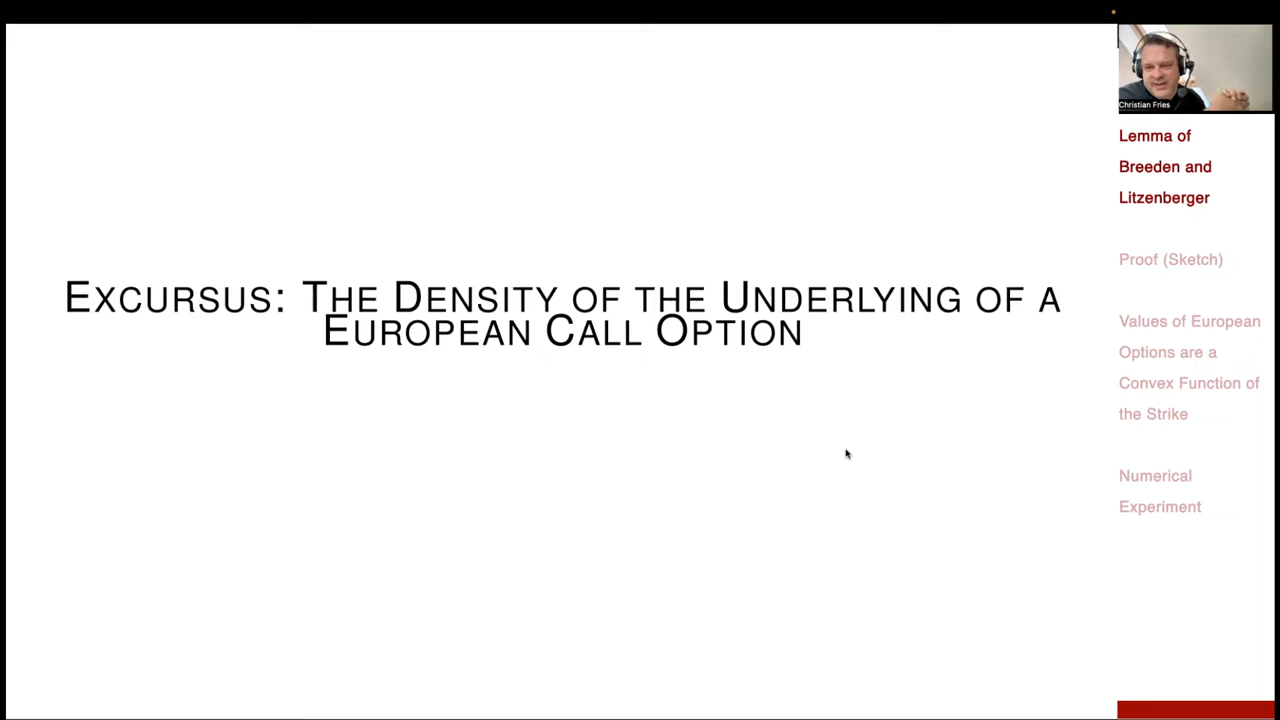 EXCURSUS: THE DENSITY OF THE UNDERLYING OF A
EUROPEAN CALL OPTION
Christian Fries
Lemma of
Breeden and
Litzenberger
Proof (Sketch)
Values of European
Options are a
Convex Function of
the Strike
Numerical
Experiment